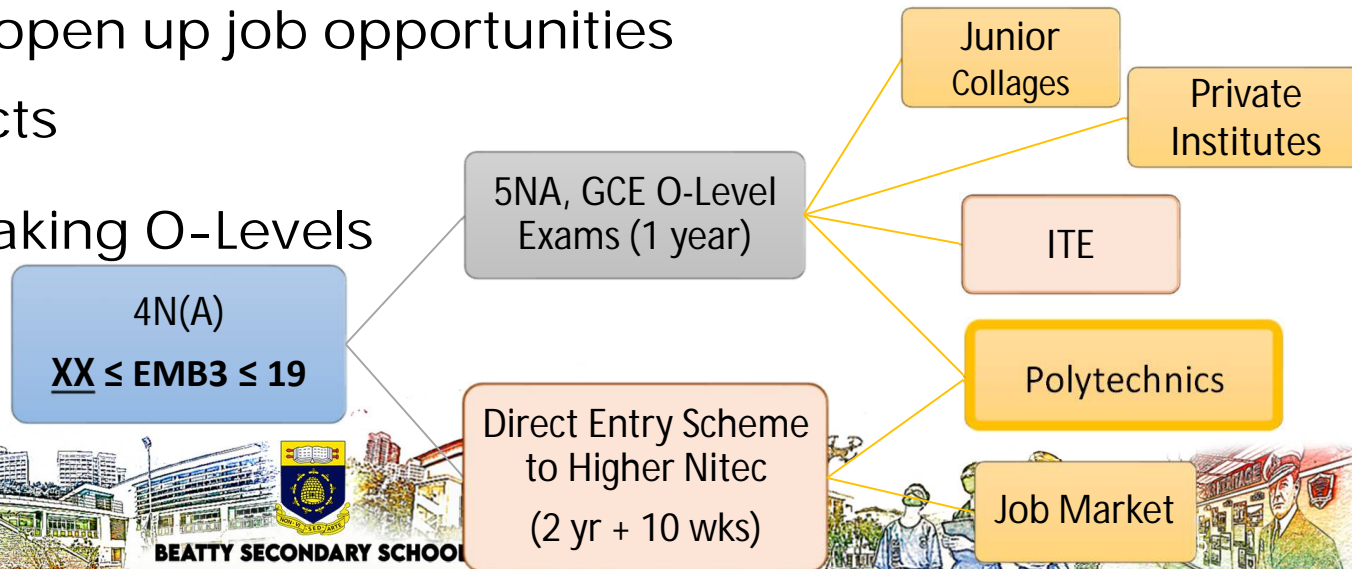 open up job opportunities
cts
aking O-Levels
4N(A)
XX ≤ EMB3 ≤ 19
5NA, GCE O-Level
Exams (1 year)
Direct Entry Scheme
to Higher Nitec
(2 yr + 10 wks)
Junior
Collages
Private
Institutes
ITE
Polytechnics
Job Market
BEATTY SECONDARY SCHOOL